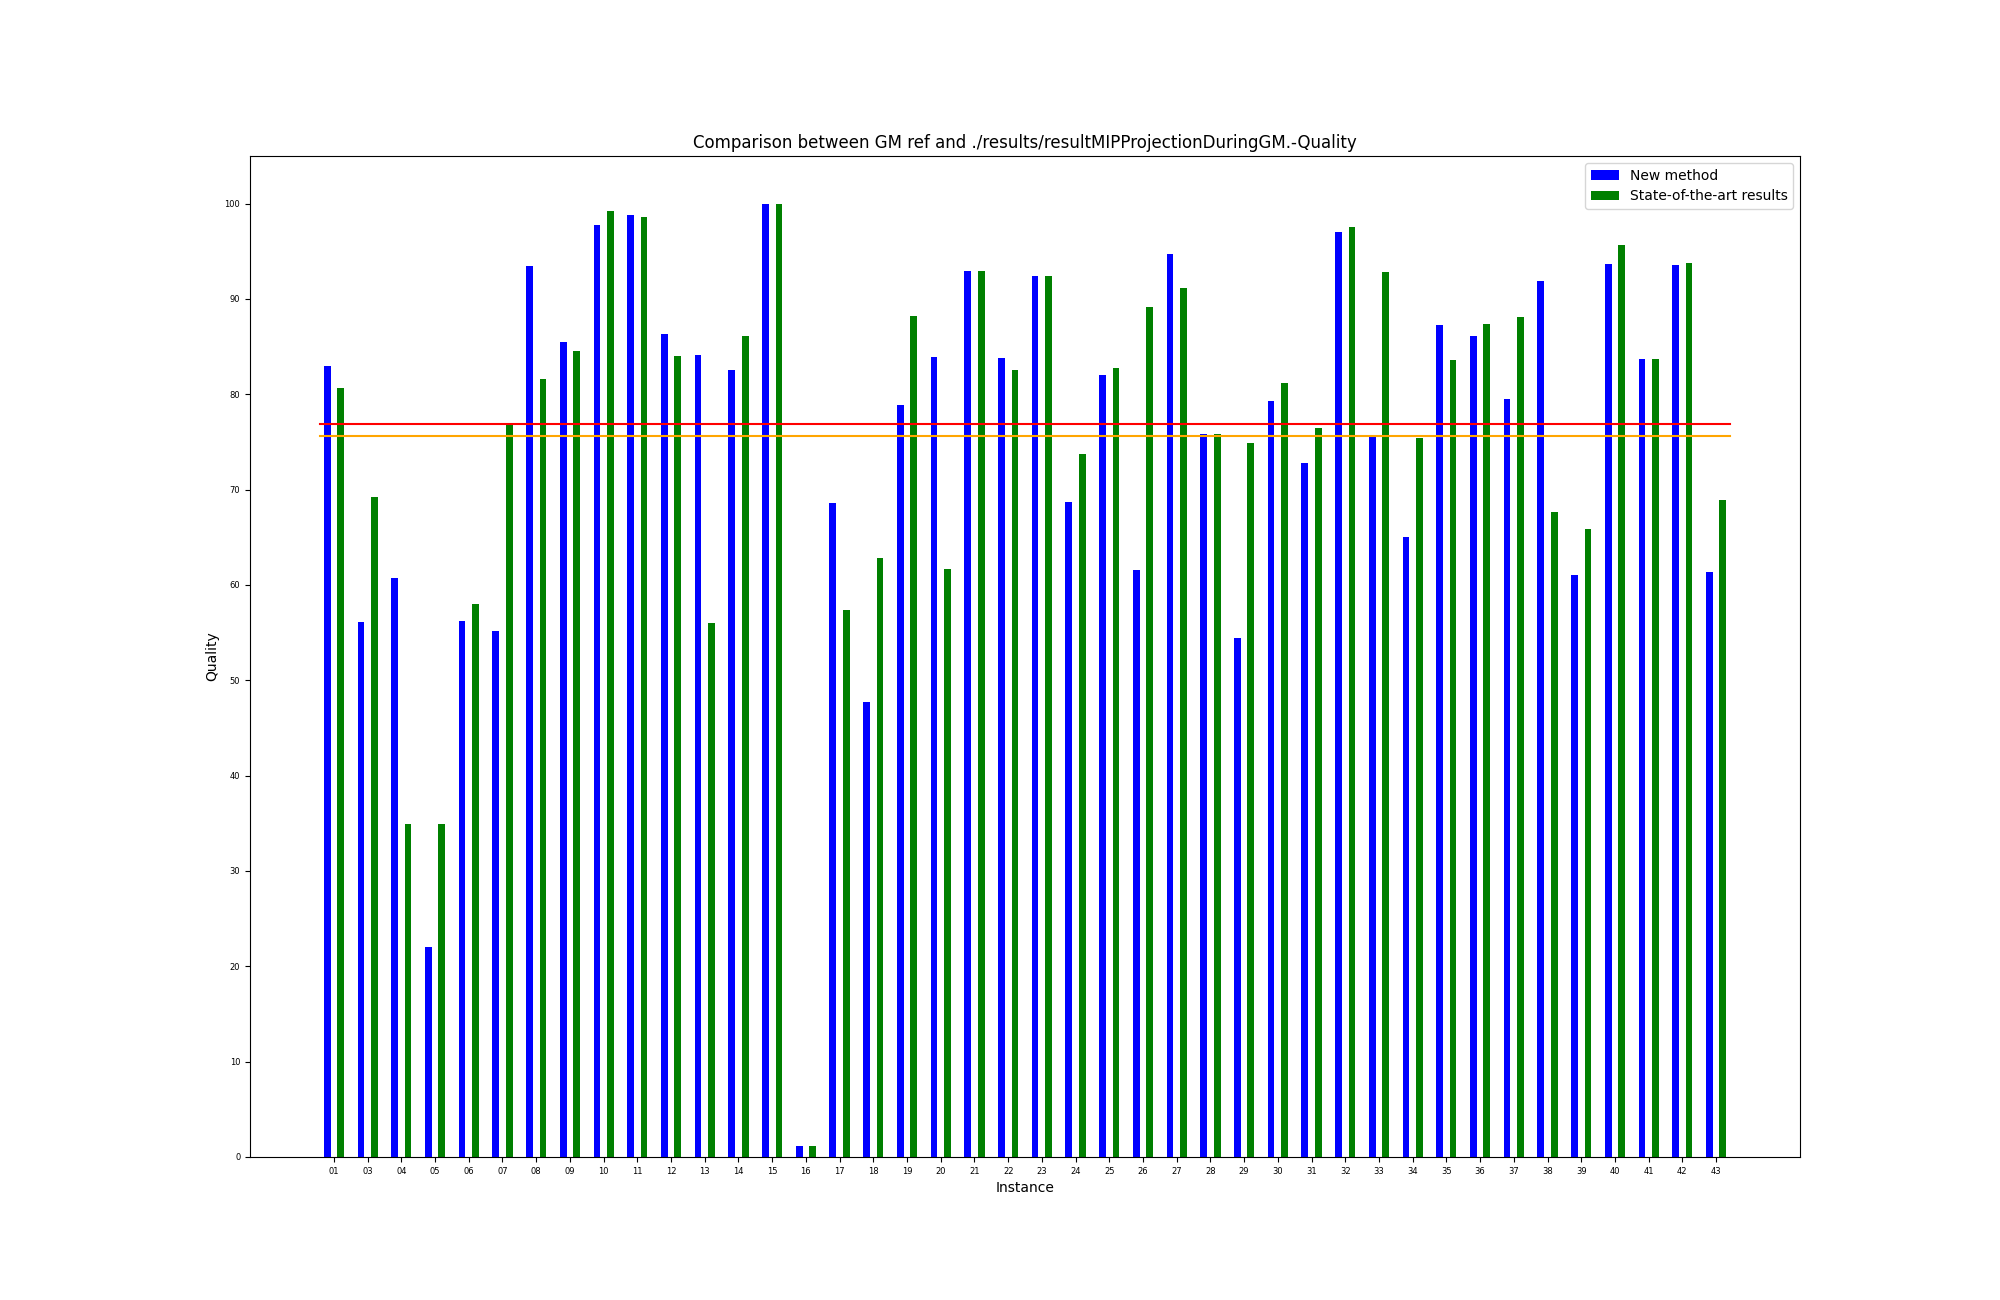 Comparison between GM ref and ./results/resultMIPProjectionDuringGM.-Quality
New method
State-of-the-art results
100
90
80
70
60
50
40
30
20
10
0
Quality
01 03 04 05 06 07 08 09 10 11 12 13 14 15 16 17 18 19 20 21 22 23 24 25 26 27 28 29 30 31 32 33 34 35 36 37 38 39 40 41 42 43
Instance